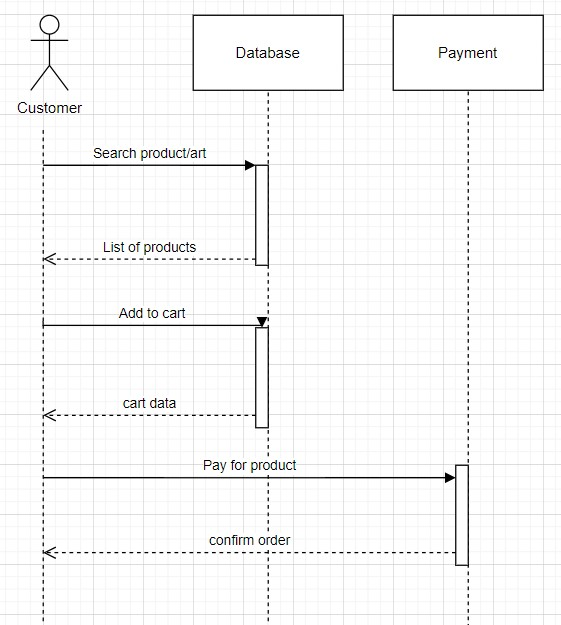 Database
Payment
Customer
Search product/art
List of products
Add to cart
cart data
Pay for product
confirm order